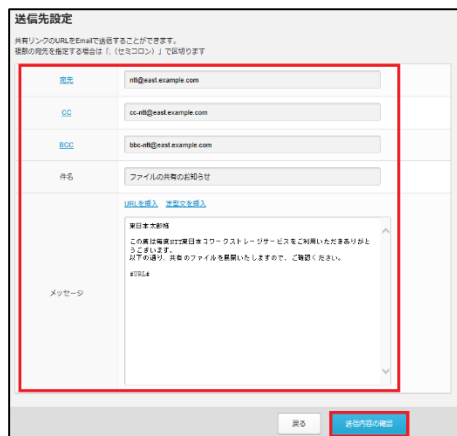 送信先設定
共有リンクのURLをEmailで送信することができます。
複数の宛先を指定する場合は「;（セミコロン）」で区切ります
宛先
ntt@east.example.com
CC
cc-ntt@east.example.com
BCC
bbc-ntt@east.example.com
件名
ファイルの共有のお知らせ
URLを挿入 定型文を挿入
メッセージ
東日本太郎様
この度は毎度NTT東日本コワークストレージサービスをご利用いただきありがと
うございます。
以下の通り、共有のファイルを展開いたしますので、ご確認ください。
#URL#
戻る
送信内容の確認